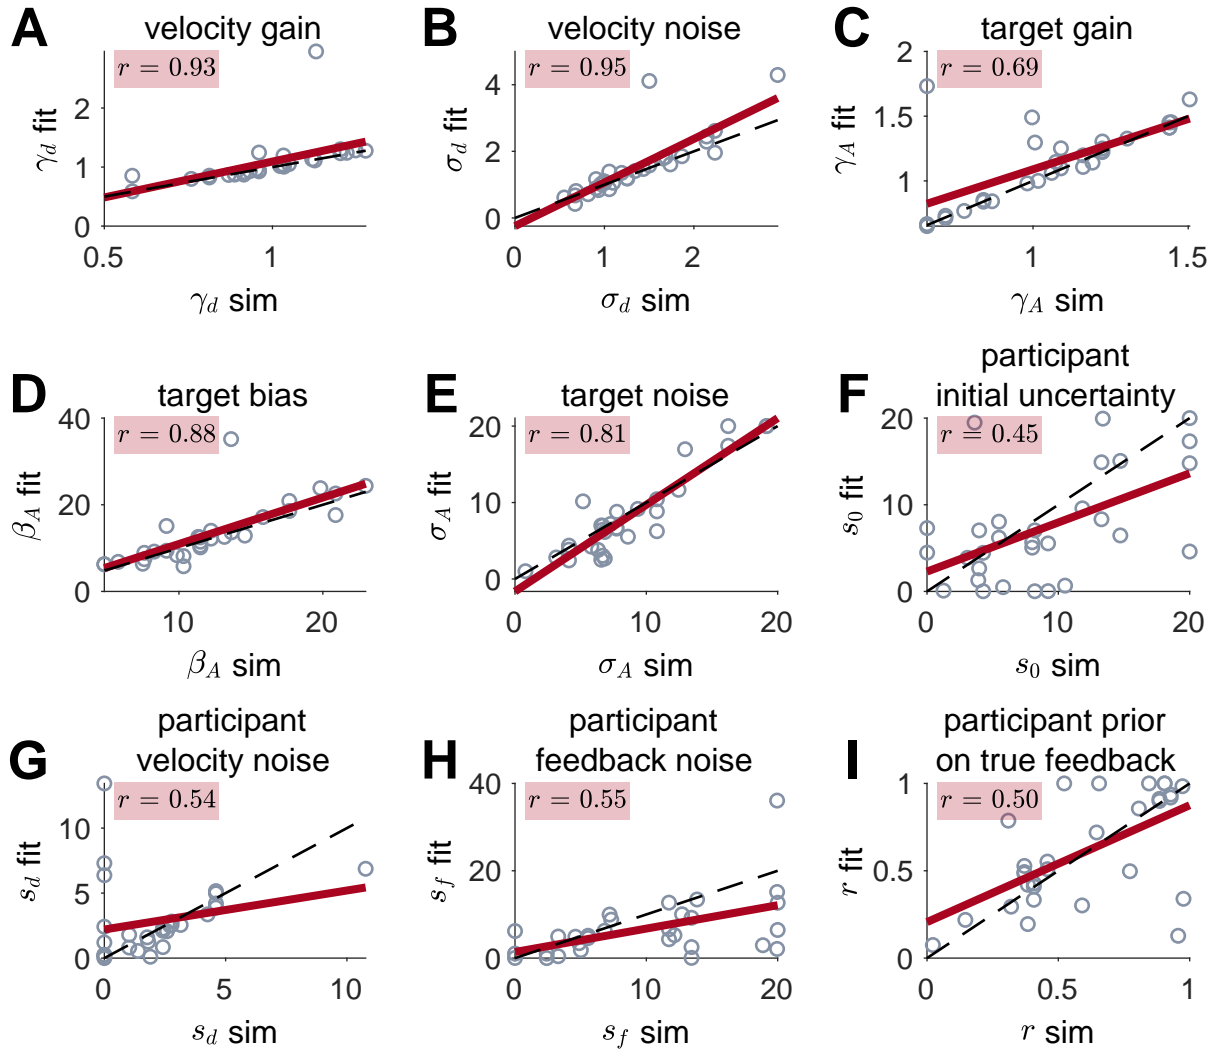 A
velocity gain
r = 0.93
γd fit
2
1
0
0.5
1
γd sim
B
velocity noise
r = 0.95
σd fit
4
2
0
0
1
2
σd sim
C
target gain
r = 0.69
γA fit
2
1.5
1
1
1.5
γA sim
D
target bias
r = 0.88
βA fit
40
20
0
10
20
βA sim
E
target noise
r = 0.81
σA fit
20
10
0
0
10
20
σA sim
F
participant
initial uncertainty
r = 0.45
s0 fit
20
10
0
0
10
20
s0 sim
G
participant
velocity noise
r = 0.54
sd fit
10
5
0
0
5
10
sd sim
H
participant
feedback noise
r = 0.55
sf fit
40
20
0
0
10
20
sf sim
I
participant prior
on true feedback
r = 0.50
r fit
1
0.5
0
0
0.5
1
r sim